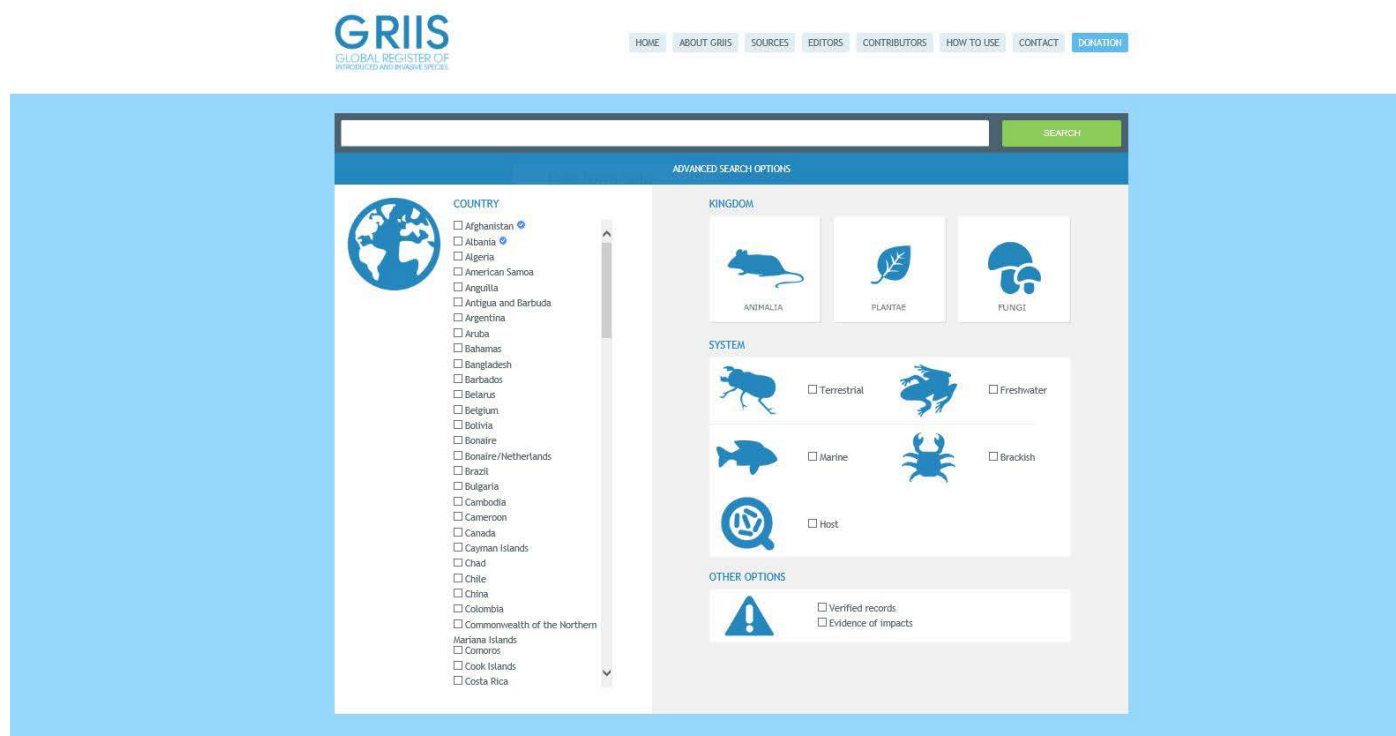 GRIIS
GLOBAL REGISTER OF
INTRODUCED AND INVASIVE SPECIES
HOME
ABOUT GRIIS
SOURCES
EDITORS
CONTRIBUTORS
HOW TO USE
CONTACT
DONATION
SEARCH
ADVANCED SEARCH OPTIONS
COUNTRY
Afghanistan
Albania
Algeria
American Samoa
Anguilla
Antigua and Barbuda
Argentina
Aruba
Bahamas
Bangladesh
Barbados
Belarus
Belgium
Bolivia
Bonaire
Bonaire/Netherlands
Brazil
Bulgaria
Cambodia
Cameroon
Canada
Cayman Islands
Chad
Chile
China
Colombia
Commonwealth of the Northern
Mariana Islands
Comoros
Cook Islands
Costa Rica
KINGDOM
ANIMALIA
PLANTAE
FUNGI
SYSTEM
Terrestrial
Freshwater
Marine
Brackish
Host
OTHER OPTIONS
Verified records
Evidence of impacts